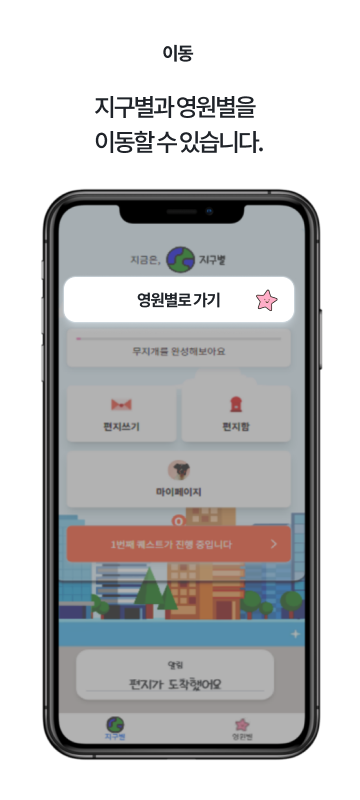 이동
지구별과 영원별을
이동할 수 있습니다.
지금은, 지구별
영원별로 가기
무지개를 완성해보아요
편지쓰기
편지함
마이페이지
1번째 퀘스트가 진행 중입니다
알림
편지가 도착했어요
지구별
영원별